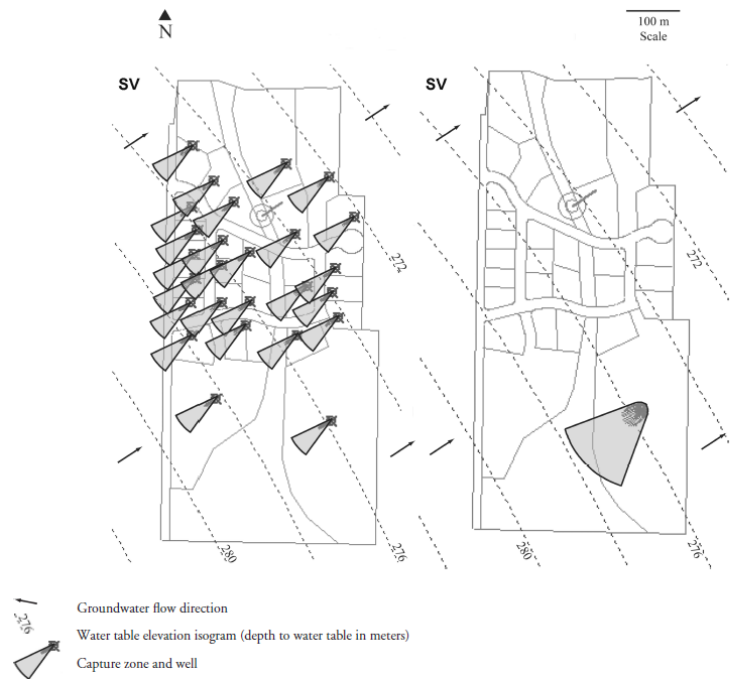 N
100 m
Scale
SV
SV
272
272
280
276
280
276
Groundwater flow direction
276
Water table elevation isogram (depth to water table in meters)
Capture zone and well